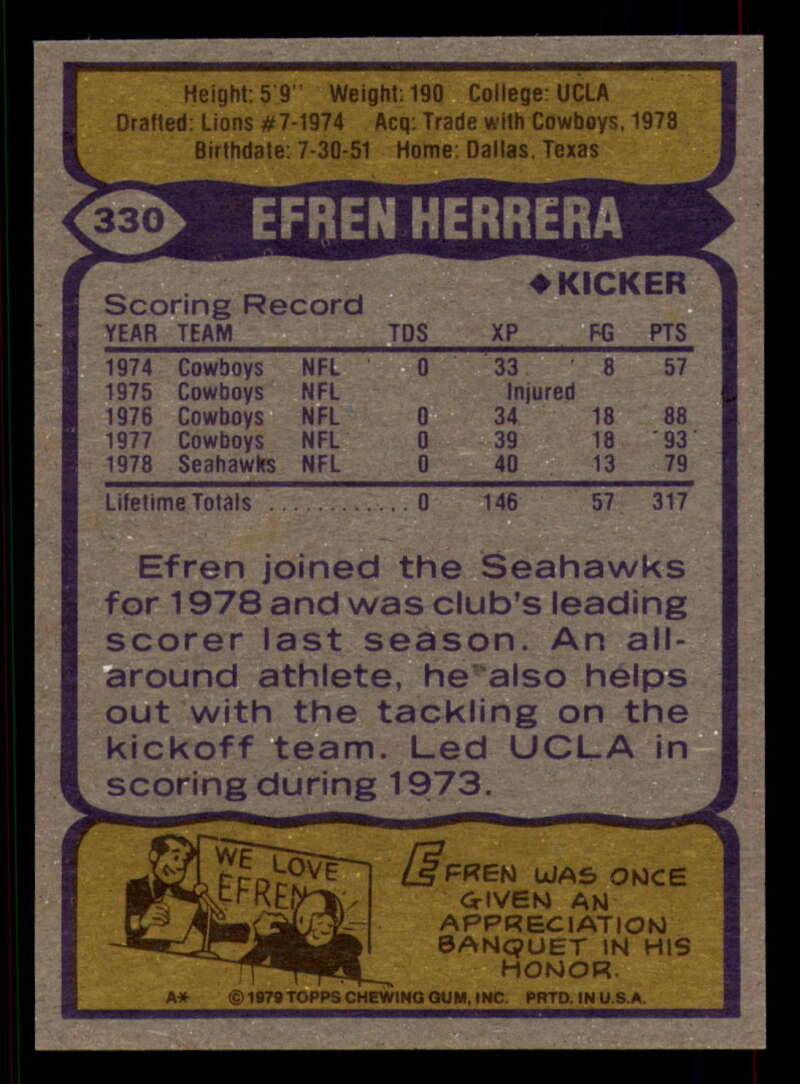 Height: 5'9" Weight: 190 College: UCLA
Drafted: Lions #7-1974 Acq: Trade with Cowboys, 1978
Birthdate: 7-30-51 Home: Dallas, Texas
330 EFREN HERRERA
◆KICKER
Scoring Record
YEAR TEAM TDS XP FG PTS
1974 Cowboys NFL 0 33 8 57
1975 Cowboys NFL Injured
1976 Cowboys NFL 0 34 18 88
1977 Cowboys NFL 0 39 18 93
1978 Seahawks NFL 0 40 13 79
Lifetime Totals ............ 0 146 57 317
Efren joined the Seahawks
for 1978 and was club's leading
scorer last season. An all-
around athlete, he also helps
out with the tackling on the
kickoff team. Led UCLA in
scoring during 1973.
WE LOVE
EFREN
EFREN WAS ONCE
GIVEN AN
APPRECIATION
BANQUET IN HIS
HONOR.
A* © 1979 TOPPS CHEWING GUM, INC. PRTD. IN U.S.A.